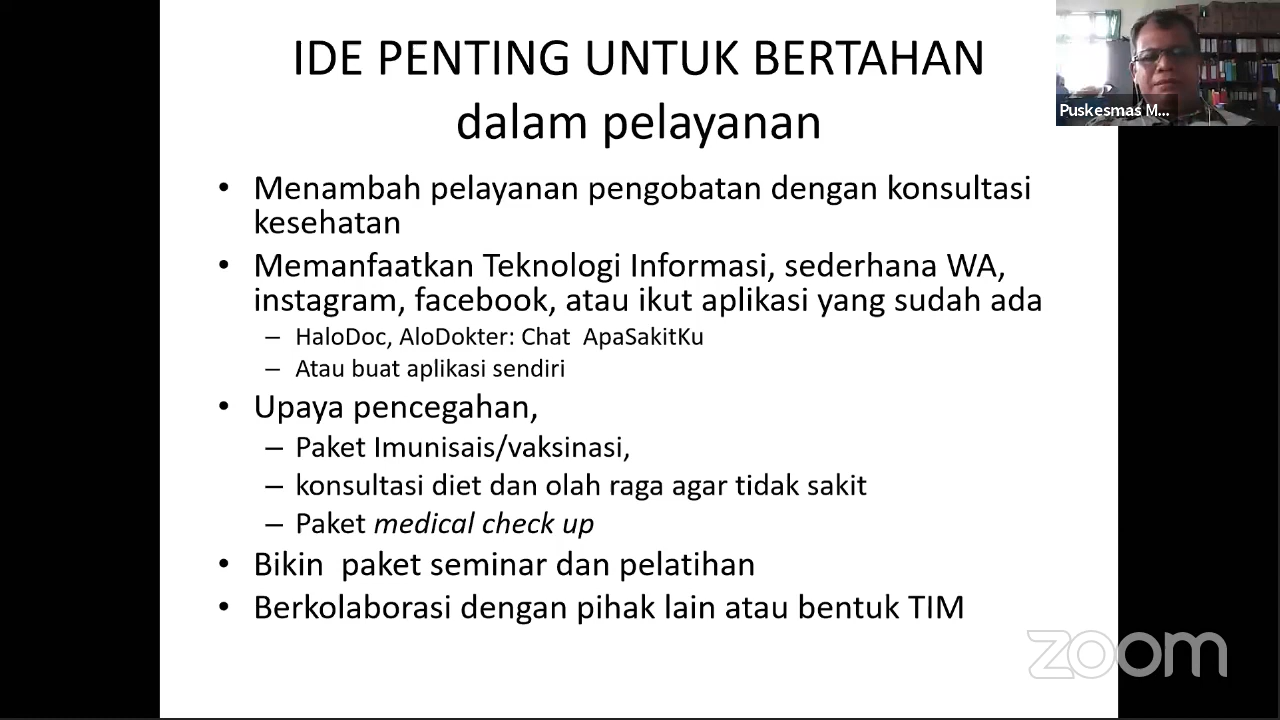 IDE PENTING UNTUK BERTAHAN
dalam pelayanan
• Menambah pelayanan pengobatan dengan konsultasi
kesehatan
• Memanfaatkan Teknologi Informasi, sederhana WA,
instagram, facebook, atau ikut aplikasi yang sudah ada
– HaloDoc, AloDokter: Chat ApaSakitKu
– Atau buat aplikasi sendiri
• Upaya pencegahan,
– Paket Imunisais/vaksinasi,
– konsultasi diet dan olah raga agar tidak sakit
– Paket medical check up
• Bikin paket seminar dan pelatihan
• Berkolaborasi dengan pihak lain atau bentuk TIM
Puskesmas M...
zoom